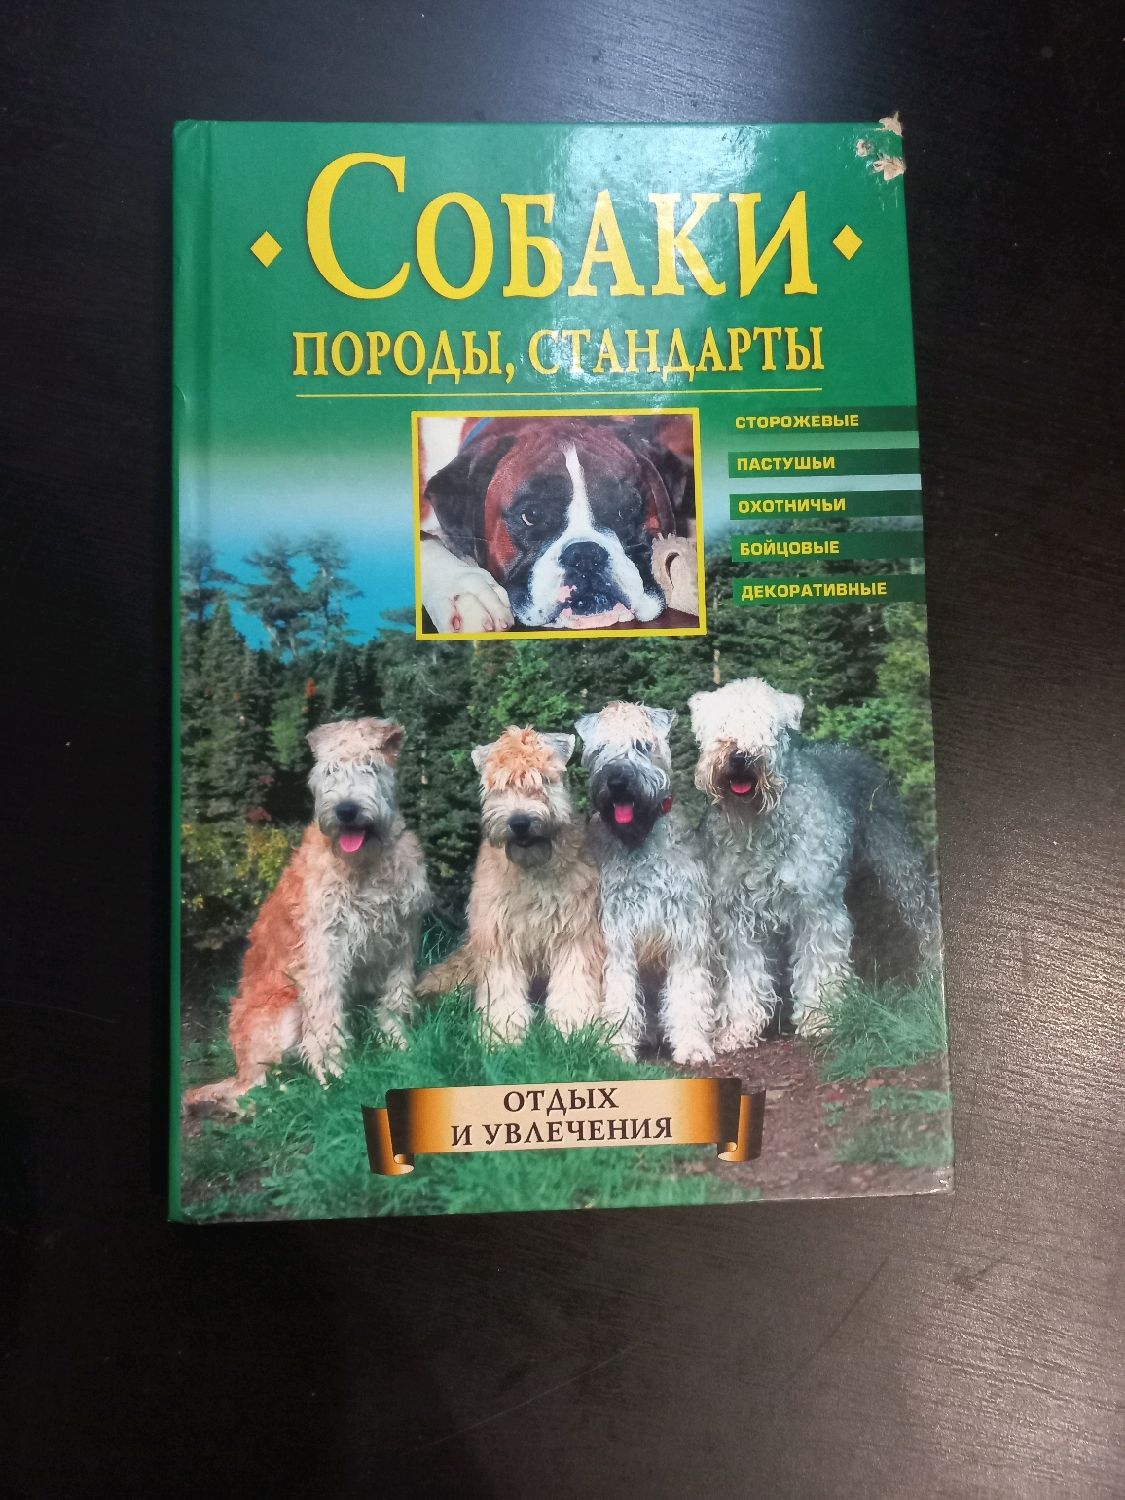 СОБАКИ
ПОРОДЫ, СТАНДАРТЫ
СТОРОЖЕВЫЕ
ПАСТУШЬИ
ОХОТНИЧЬИ
БОЙЦОВЫЕ
ДЕКОРАТИВНЫЕ
ОТДЫХ
И УВЛЕЧЕНИЯ